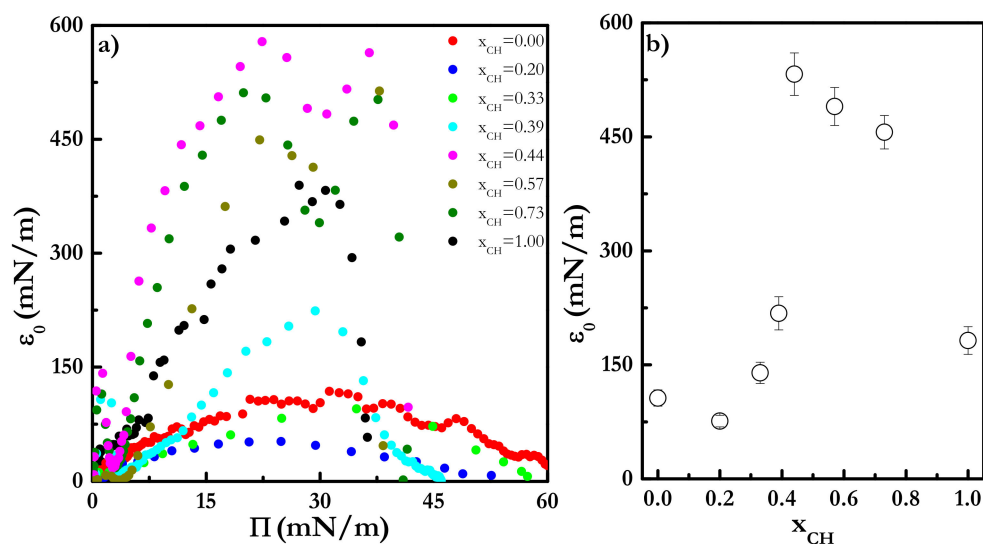 a)
600
450
300
150
0
ε₀ (mN/m)
0
15
30
45
60
Π (mN/m)
x_CH=0.00
x_CH=0.20
x_CH=0.33
x_CH=0.39
x_CH=0.44
x_CH=0.57
x_CH=0.73
x_CH=1.00
b)
600
450
300
150
0
ε₀ (mN/m)
0.0
0.2
0.4
0.6
0.8
1.0
x_CH